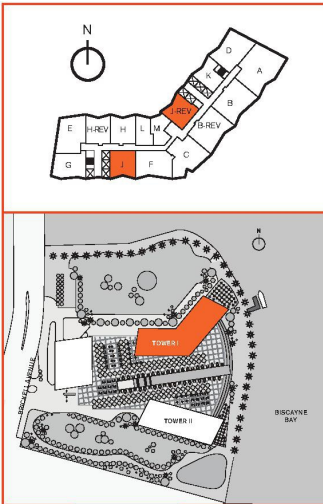 N
D
A
K
J-REV
B
B-REV
E
H-REV
H
L
M
G
J
F
C
N
TOWER I
BRICKELL AVENUE
TOWER II
BISCAYNE
BAY